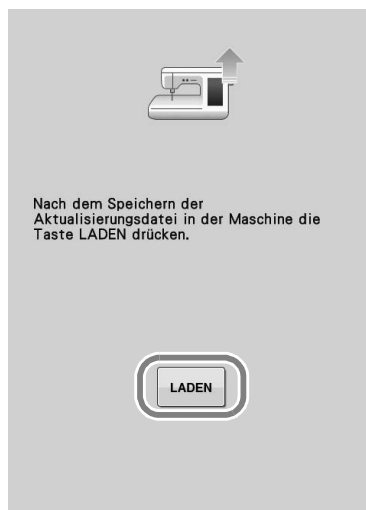 Nach dem Speichern der
Aktualisierungsdatei in der Maschine die
Taste LADEN drücken.
LADEN